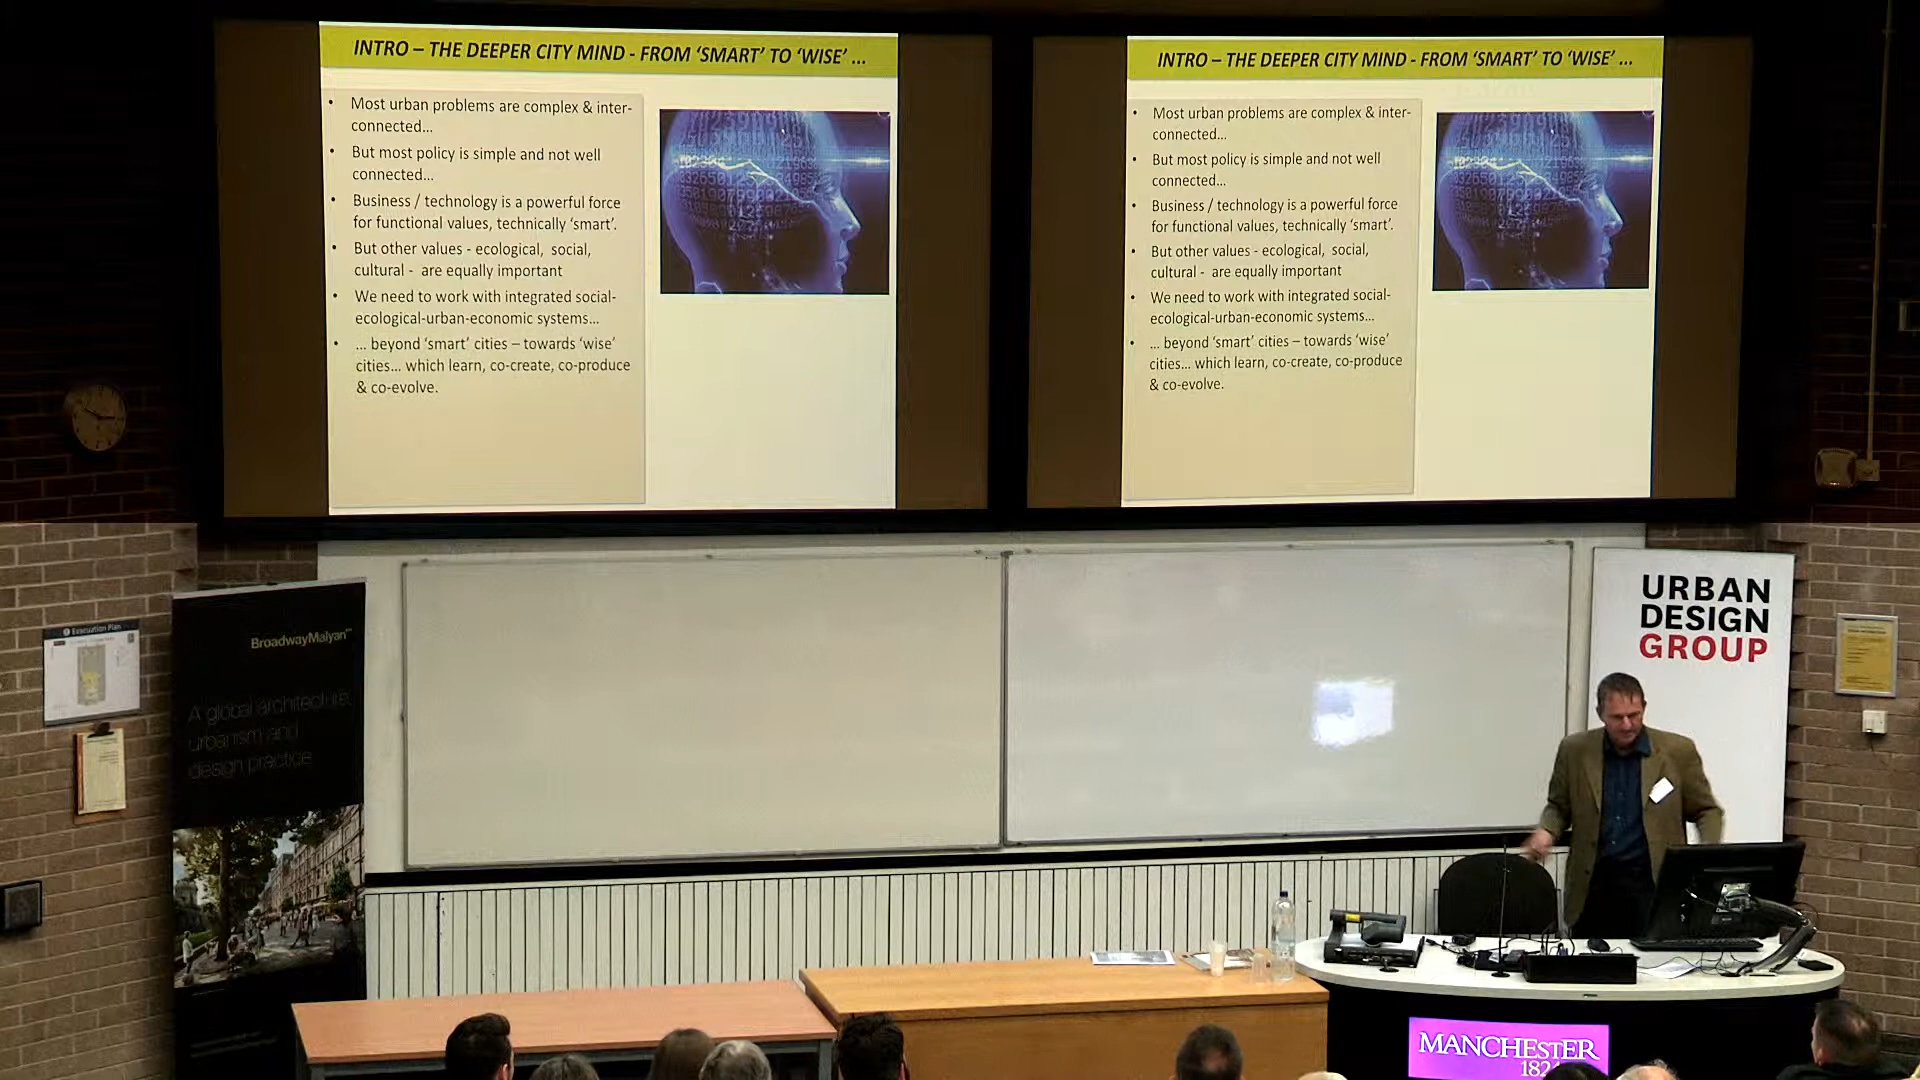 INTRO – THE DEEPER CITY MIND - FROM ‘SMART’ TO ‘WISE’ ...
• Most urban problems are complex & inter-
connected...
• But most policy is simple and not well
connected...
• Business / technology is a powerful force
for functional values, technically ‘smart’.
• But other values - ecological, social,
cultural - are equally important
• We need to work with integrated social-
ecological-urban-economic systems...
• ... beyond ‘smart’ cities – towards ‘wise’
cities... which learn, co-create, co-produce
& co-evolve.
INTRO – THE DEEPER CITY MIND - FROM ‘SMART’ TO ‘WISE’ ...
• Most urban problems are complex & inter-
connected...
• But most policy is simple and not well
connected...
• Business / technology is a powerful force
for functional values, technically ‘smart’.
• But other values - ecological, social,
cultural - are equally important
• We need to work with integrated social-
ecological-urban-economic systems...
• ... beyond ‘smart’ cities – towards ‘wise’
cities... which learn, co-create, co-produce
& co-evolve.
Evacuation Plan
BroadwayMalyan
A global architecture,
urbanism and
design practice
URBAN
DESIGN
GROUP
MANCHESTER